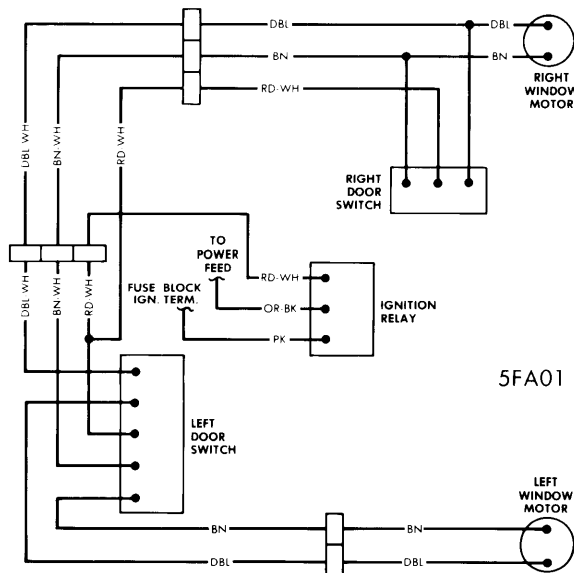 DBL
DBL
BN
BN
RIGHT
WINDOW
MOTOR
RD-WH
DBL-WH
BN-WH
RD-WH
RIGHT
DOOR
SWITCH
TO
POWER
FEED
FUSE BLOCK
IGN. TERM.
RD-WH
OR-BK
PK
IGNITION
RELAY
DBL-WH
BN-WH
RD-WH
5FA01
LEFT
DOOR
SWITCH
LEFT
WINDOW
MOTOR
BN
BN
DBL
DBL